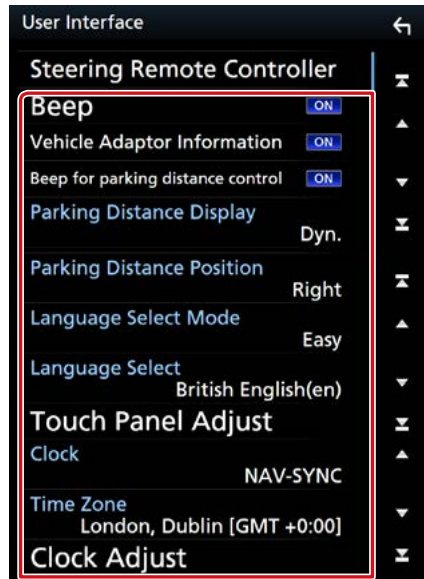 User Interface
Steering Remote Controller
Beep ON
Vehicle Adaptor Information ON
Beep for parking distance control ON
Parking Distance Display
Dyn.
Parking Distance Position
Right
Language Select Mode
Easy
Language Select
British English(en)
Touch Panel Adjust
Clock
NAV-SYNC
Time Zone
London, Dublin [GMT +0:00]
Clock Adjust